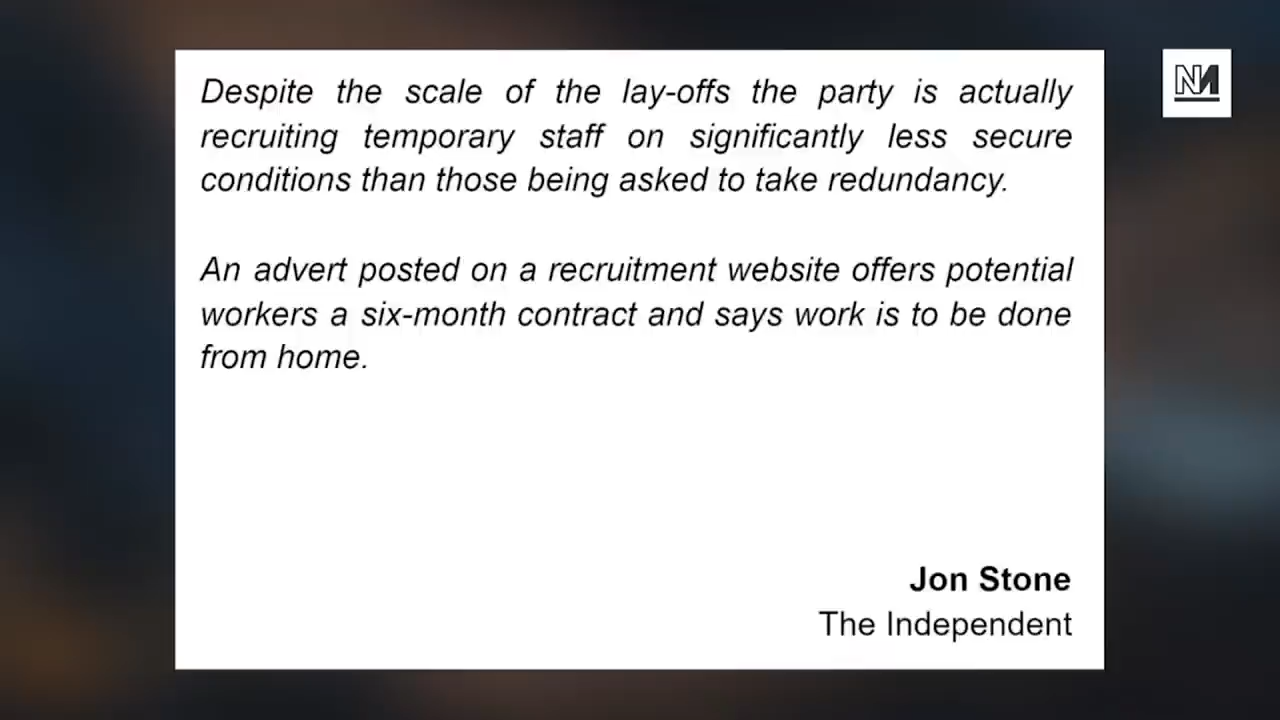 Despite the scale of the lay-offs the party is actually
recruiting temporary staff on significantly less secure
conditions than those being asked to take redundancy.
An advert posted on a recruitment website offers potential
workers a six-month contract and says work is to be done
from home.
Jon Stone
The Independent
NM